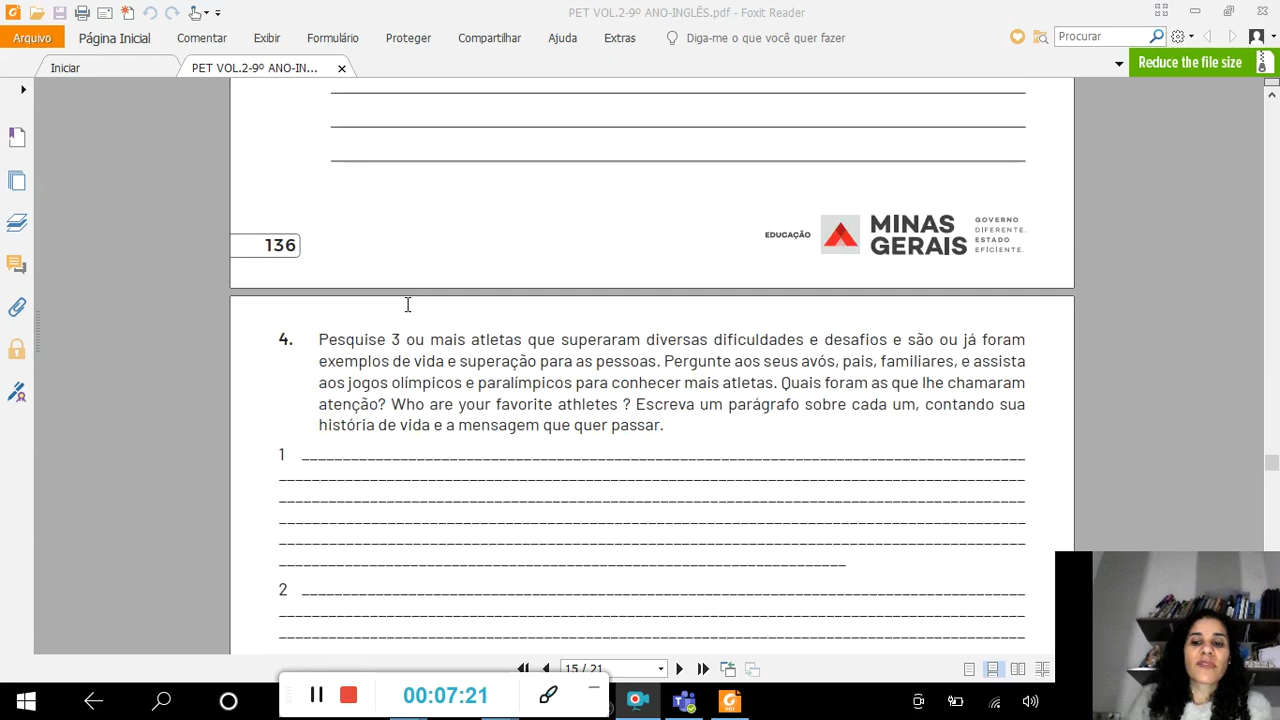 PET VOL.2-9º ANO-INGLÊS.pdf - Foxit Reader
Arquivo Página Inicial Comentar Exibir Formulário Proteger Compartilhar Ajuda Extras Diga-me o que você quer fazer Procurar
Iniciar PET VOL.2-9º ANO-IN... Reduce the file size
136
EDUCAÇÃO
MINAS GERAIS
GOVERNO
DIFERENTE.
ESTADO
EFICIENTE.
4. Pesquise 3 ou mais atletas que superaram diversas dificuldades e desafios e são ou já foram
exemplos de vida e superação para as pessoas. Pergunte aos seus avós, pais, familiares, e assista
aos jogos olímpicos e paralímpicos para conhecer mais atletas. Quais foram as que lhe chamaram
atenção? Who are your favorite athletes ? Escreva um parágrafo sobre cada um, contando sua
história de vida e a mensagem que quer passar.
1
2
15 / 21
00:07:21